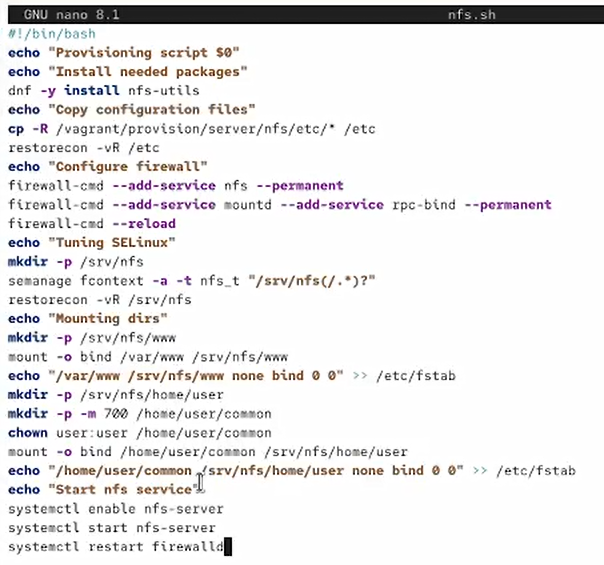 GNU nano 8.1 nfs.sh
#!/bin/bash
echo "Provisioning script $0"
echo "Install needed packages"
dnf -y install nfs-utils
echo "Copy configuration files"
cp -R /vagrant/provision/server/nfs/etc/* /etc
restorecon -vR /etc
echo "Configure firewall"
firewall-cmd --add-service nfs --permanent
firewall-cmd --add-service mountd --add-service rpc-bind --permanent
firewall-cmd --reload
echo "Tuning SELinux"
mkdir -p /srv/nfs
semanage fcontext -a -t nfs_t "/srv/nfs(/.*)?"
restorecon -vR /srv/nfs
echo "Mounting dirs"
mkdir -p /srv/nfs/www
mount -o bind /var/www /srv/nfs/www
echo "/var/www /srv/nfs/www none bind 0 0" >> /etc/fstab
mkdir -p /srv/nfs/home/user
mkdir -p -m 700 /home/user/common
chown user:user /home/user/common
mount -o bind /home/user/common /srv/nfs/home/user
echo "/home/user/common /srv/nfs/home/user none bind 0 0" >> /etc/fstab
echo "Start nfs service"
systemctl enable nfs-server
systemctl start nfs-server
systemctl restart firewalld